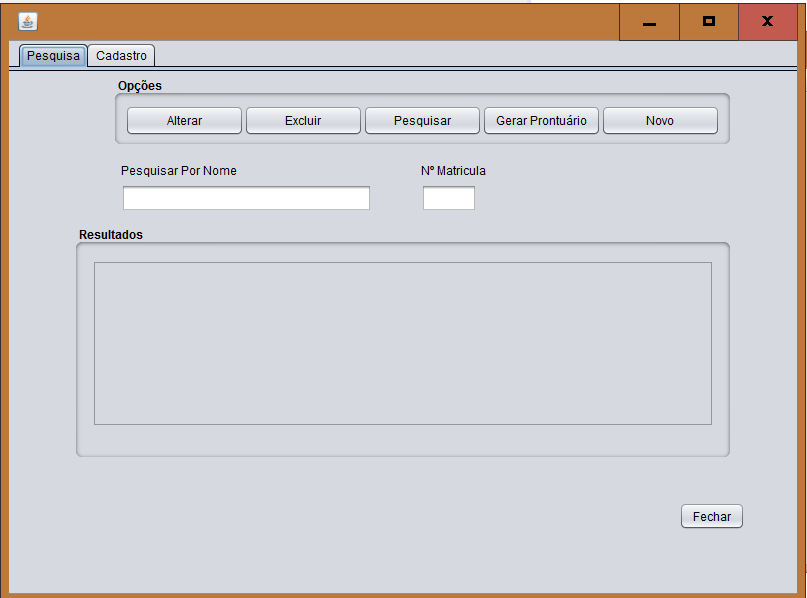 Pesquisa Cadastro
Opções
Alterar Excluir Pesquisar Gerar Prontuário Novo
Pesquisar Por Nome Nº Matricula
Resultados
Fechar